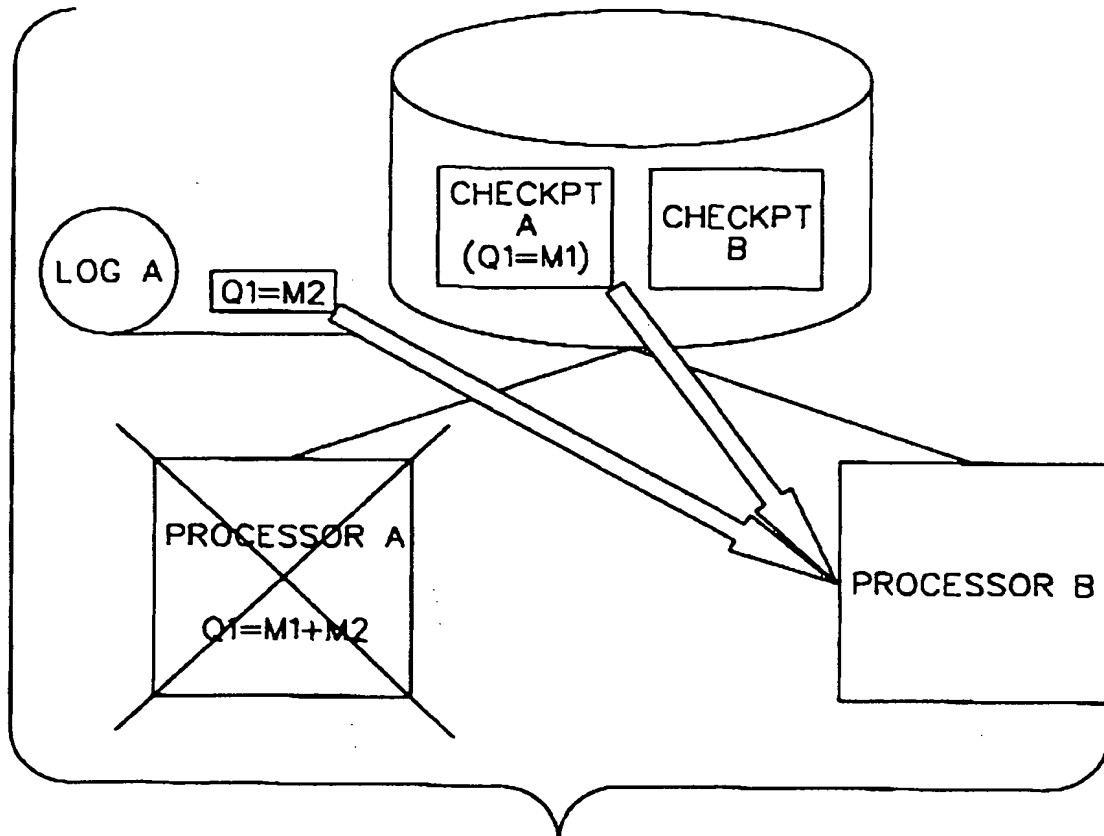 CHECKPT
A
(Q1=M1)
CHECKPT
B
LOG A
Q1=M2
PROCESSOR A
Q1=M1+M2
PROCESSOR B